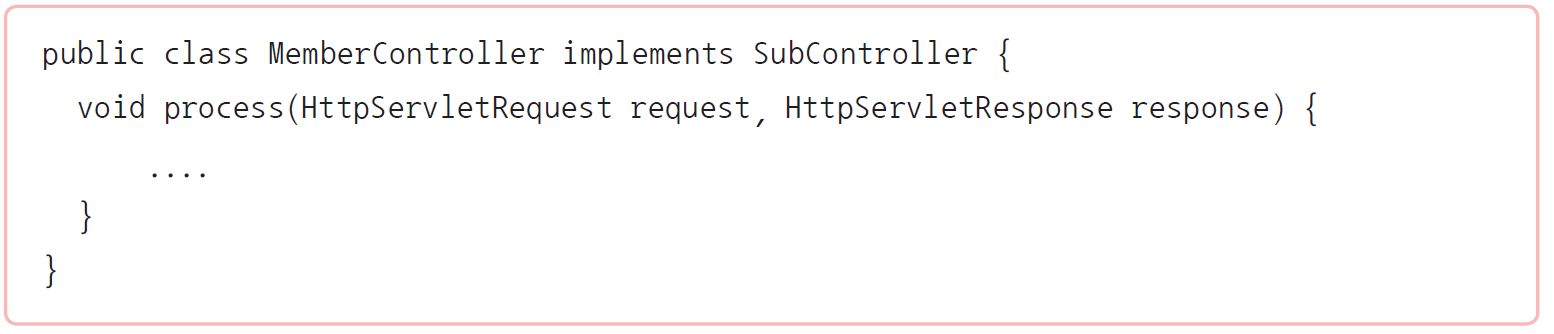 public class MemberController implements SubController {
  void process(HttpServletRequest request, HttpServletResponse response) {
      ....
  }
}